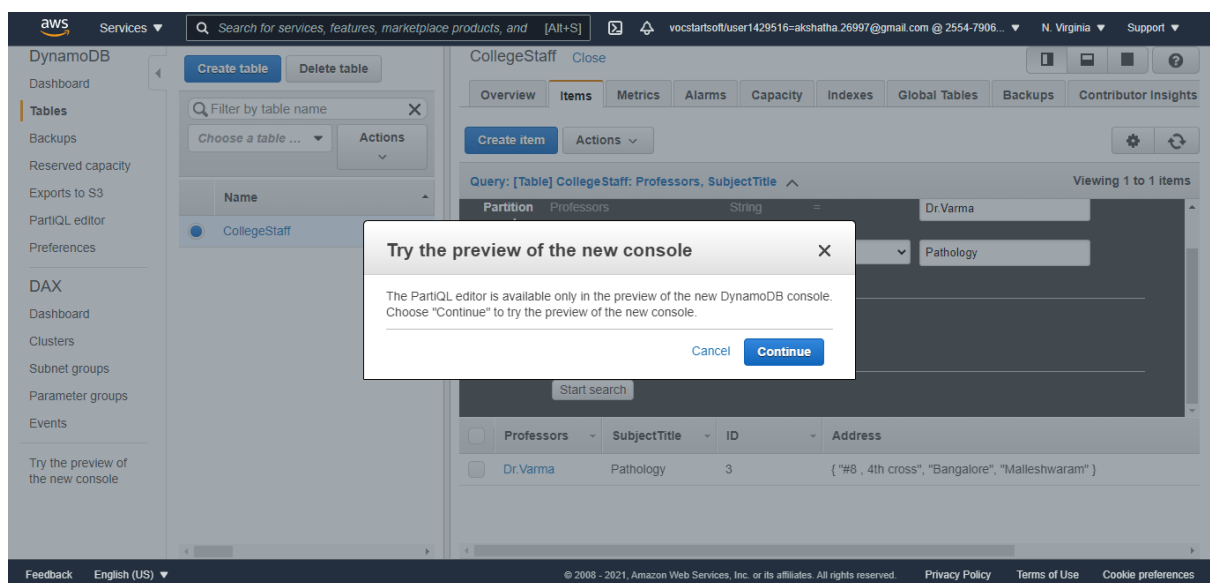 aws Services ▼ Search for services, features, marketplace products, and [Alt+S] vocstartsoft/user1429516=akshatha.26997@gmail.com @ 2554-7906... ▼ N. Virginia ▼ Support ▼
DynamoDB
Dashboard
Tables
Backups
Reserved capacity
Exports to S3
PartiQL editor
Preferences
DAX
Dashboard
Clusters
Subnet groups
Parameter groups
Events
Try the preview of
the new console
Create table Delete table
Filter by table name
Choose a table ... Actions
Name
CollegeStaff
CollegeStaff Close
Overview Items Metrics Alarms Capacity Indexes Global Tables Backups Contributor Insights
Create item Actions
Query: [Table] CollegeStaff: Professors, SubjectTitle Viewing 1 to 1 items
Partition Professors String = Dr.Varma
Pathology
Try the preview of the new console
The PartiQL editor is available only in the preview of the new DynamoDB console.
Choose "Continue" to try the preview of the new console.
Cancel Continue
Start search
Professors SubjectTitle ID Address
Dr.Varma Pathology 3 { "#8 , 4th cross", "Bangalore", "Malleshwaram" }
Feedback English (US) ▼ © 2008 - 2021, Amazon Web Services, Inc. or its affiliates. All rights reserved. Privacy Policy Terms of Use Cookie preferences